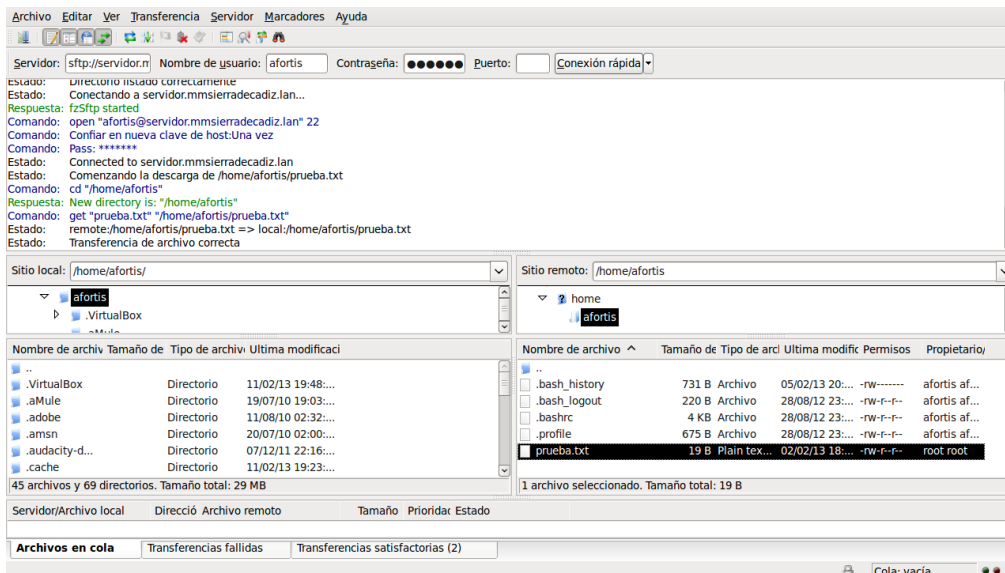 Archivo Editar Ver Transferencia Servidor Marcadores Ayuda
Servidor: sftp://servidor.m Nombre de usuario: afortis Contraseña: ●●●●●● Puerto: Conexión rápida
Estado: Directorio listado correctamente
Estado: Conectando a servidor.mmsierradecadiz.lan...
Respuesta: fzSftp started
Comando: open "afortis@servidor.mmsierradecadiz.lan" 22
Comando: Confiar en nueva clave de host:Una vez
Comando: Pass: *******
Estado: Connected to servidor.mmsierradecadiz.lan
Estado: Comenzando la descarga de /home/afortis/prueba.txt
Comando: cd "/home/afortis"
Respuesta: New directory is: "/home/afortis"
Comando: get "prueba.txt" "/home/afortis/prueba.txt"
Estado: remote:/home/afortis/prueba.txt => local:/home/afortis/prueba.txt
Estado: Transferencia de archivo correcta
Sitio local: /home/afortis/
afortis
.VirtualBox
.aMule
Nombre de archiv Tamaño de Tipo de archiv Ultima modificaci
..
.VirtualBox Directorio 11/02/13 19:48:...
.aMule Directorio 19/07/10 19:03:...
.adobe Directorio 11/08/10 02:32:...
.amsn Directorio 20/07/10 02:00:...
.audacity-d... Directorio 07/12/11 22:16:...
.cache Directorio 11/02/13 19:23:...
45 archivos y 69 directorios. Tamaño total: 29 MB
Sitio remoto: /home/afortis
home
afortis
Nombre de archivo Tamaño de Tipo de arcl Ultima modific Permisos Propietario/
..
.bash_history 731 B Archivo 05/02/13 20:... -rw------- afortis af...
.bash_logout 220 B Archivo 28/08/12 23:... -rw-r--r-- afortis af...
.bashrc 4 KB Archivo 28/08/12 23:... -rw-r--r-- afortis af...
.profile 675 B Archivo 28/08/12 23:... -rw-r--r-- afortis af...
prueba.txt 19 B Plain tex... 02/02/13 18:... -rw-r--r-- root root
1 archivo seleccionado. Tamaño total: 19 B
Servidor/Archivo local Direcció Archivo remoto Tamaño Prioridac Estado
Archivos en cola Transferencias fallidas Transferencias satisfactorias (2)
Cola: vacía